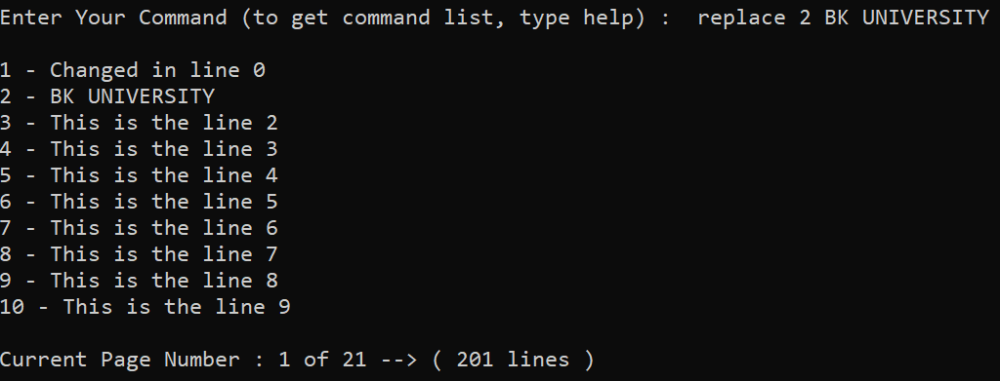 Enter Your Command (to get command list, type help) :  replace 2 BK UNIVERSITY
1 - Changed in line 0
2 - BK UNIVERSITY
3 - This is the line 2
4 - This is the line 3
5 - This is the line 4
6 - This is the line 5
7 - This is the line 6
8 - This is the line 7
9 - This is the line 8
10 - This is the line 9
Current Page Number : 1 of 21 --> ( 201 lines )